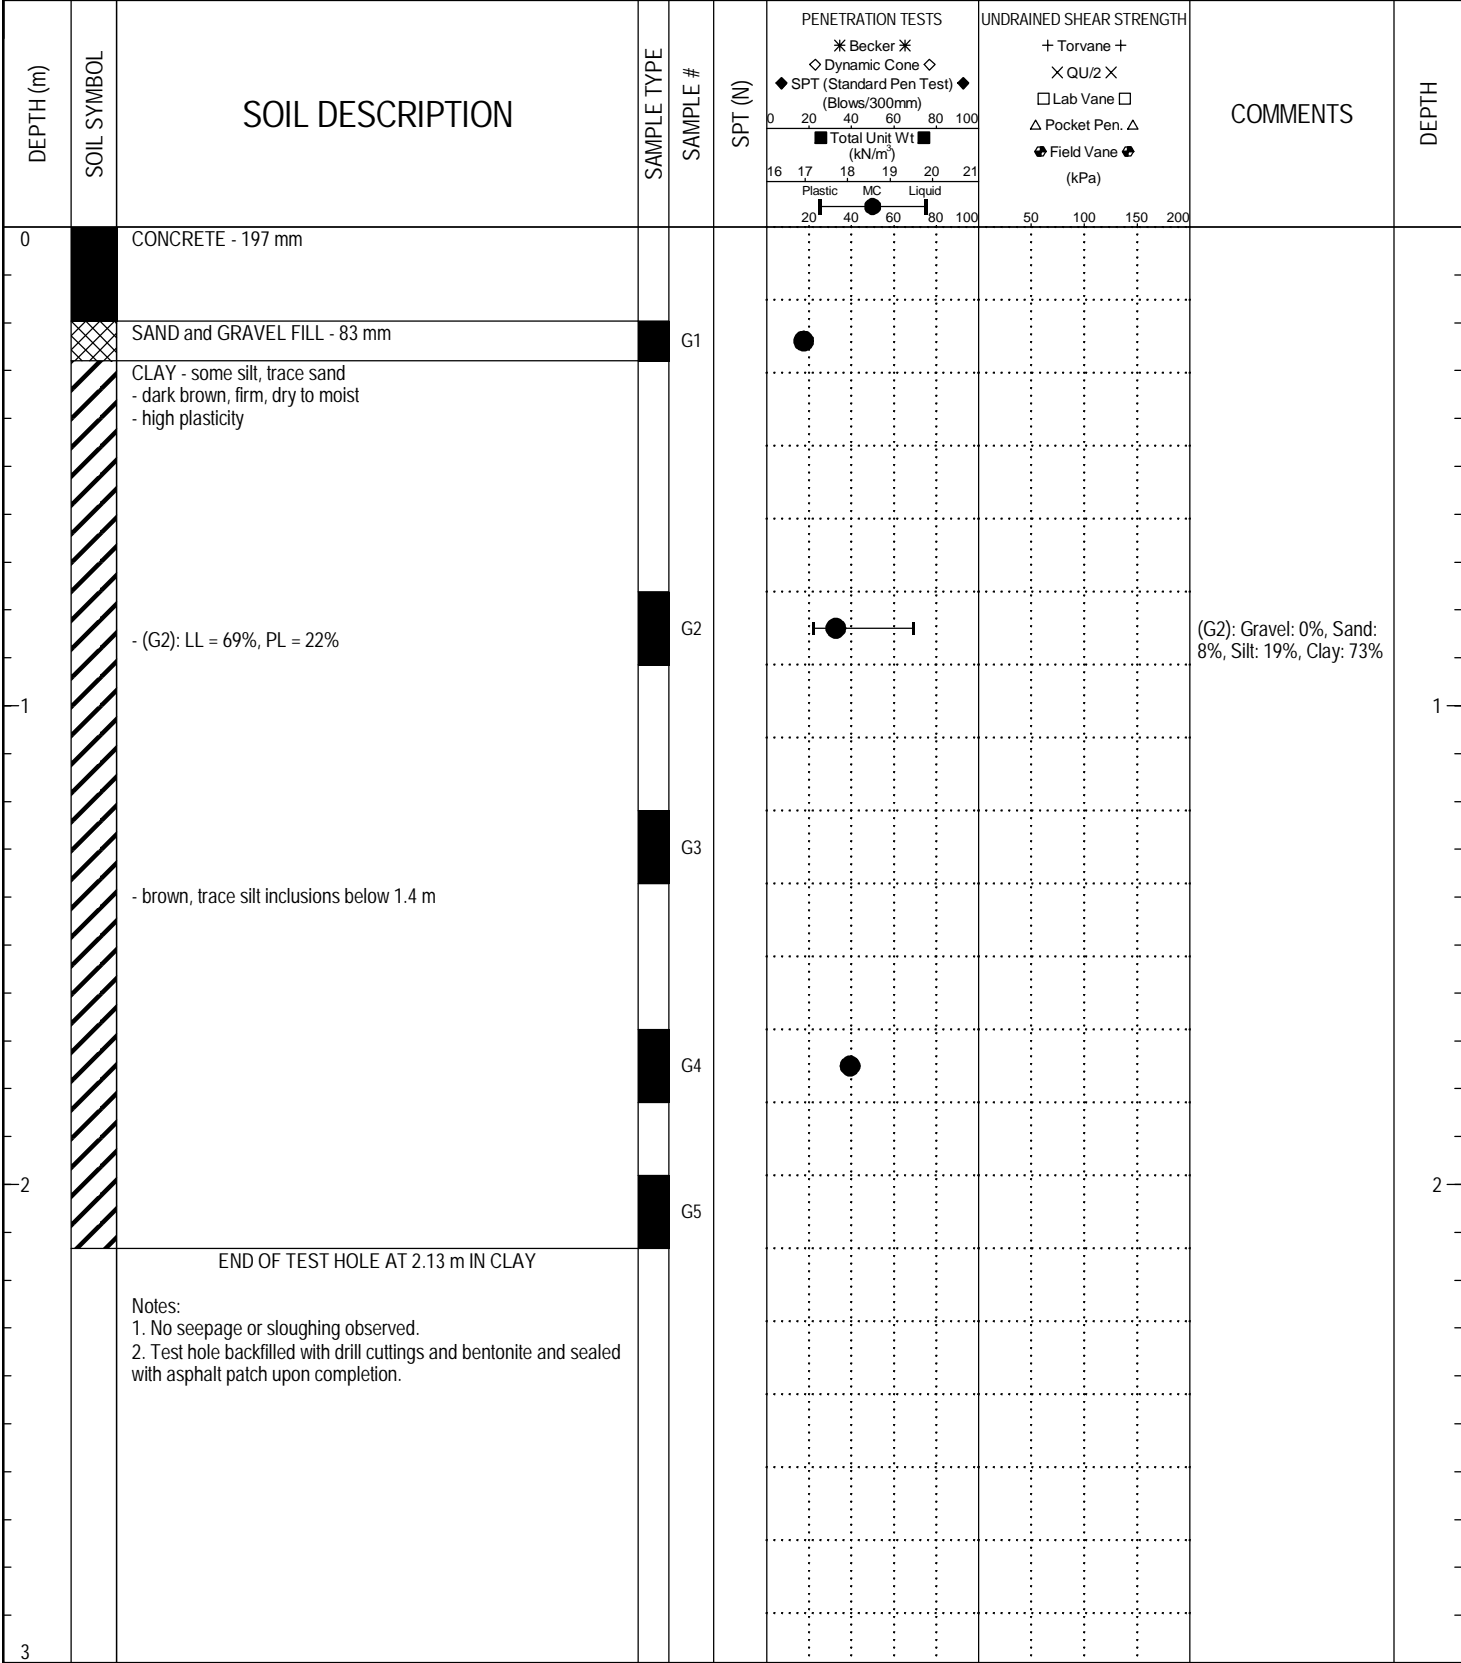 DEPTH (m)
SOIL SYMBOL
SOIL DESCRIPTION
SAMPLE TYPE
SAMPLE #
SPT (N)
PENETRATION TESTS
✳ Becker ✳
◇ Dynamic Cone ◇
◆ SPT (Standard Pen Test) ◆
(Blows/300mm)
0 20 40 60 80 100
■ Total Unit Wt ■
(kN/m³)
16 17 18 19 20 21
Plastic MC Liquid
20 40 60 80 100
UNDRAINED SHEAR STRENGTH
+ Torvane +
× QU/2 ×
□ Lab Vane □
△ Pocket Pen. △
Field Vane
(kPa)
50 100 150 200
COMMENTS
DEPTH
0
CONCRETE - 197 mm
SAND and GRAVEL FILL - 83 mm
G1
CLAY - some silt, trace sand
- dark brown, firm, dry to moist
- high plasticity
- (G2): LL = 69%, PL = 22%
G2
(G2): Gravel: 0%, Sand:
8%, Silt: 19%, Clay: 73%
1
1
G3
- brown, trace silt inclusions below 1.4 m
G4
2
2
G5
END OF TEST HOLE AT 2.13 m IN CLAY
Notes:
1. No seepage or sloughing observed.
2. Test hole backfilled with drill cuttings and bentonite and sealed
with asphalt patch upon completion.
3